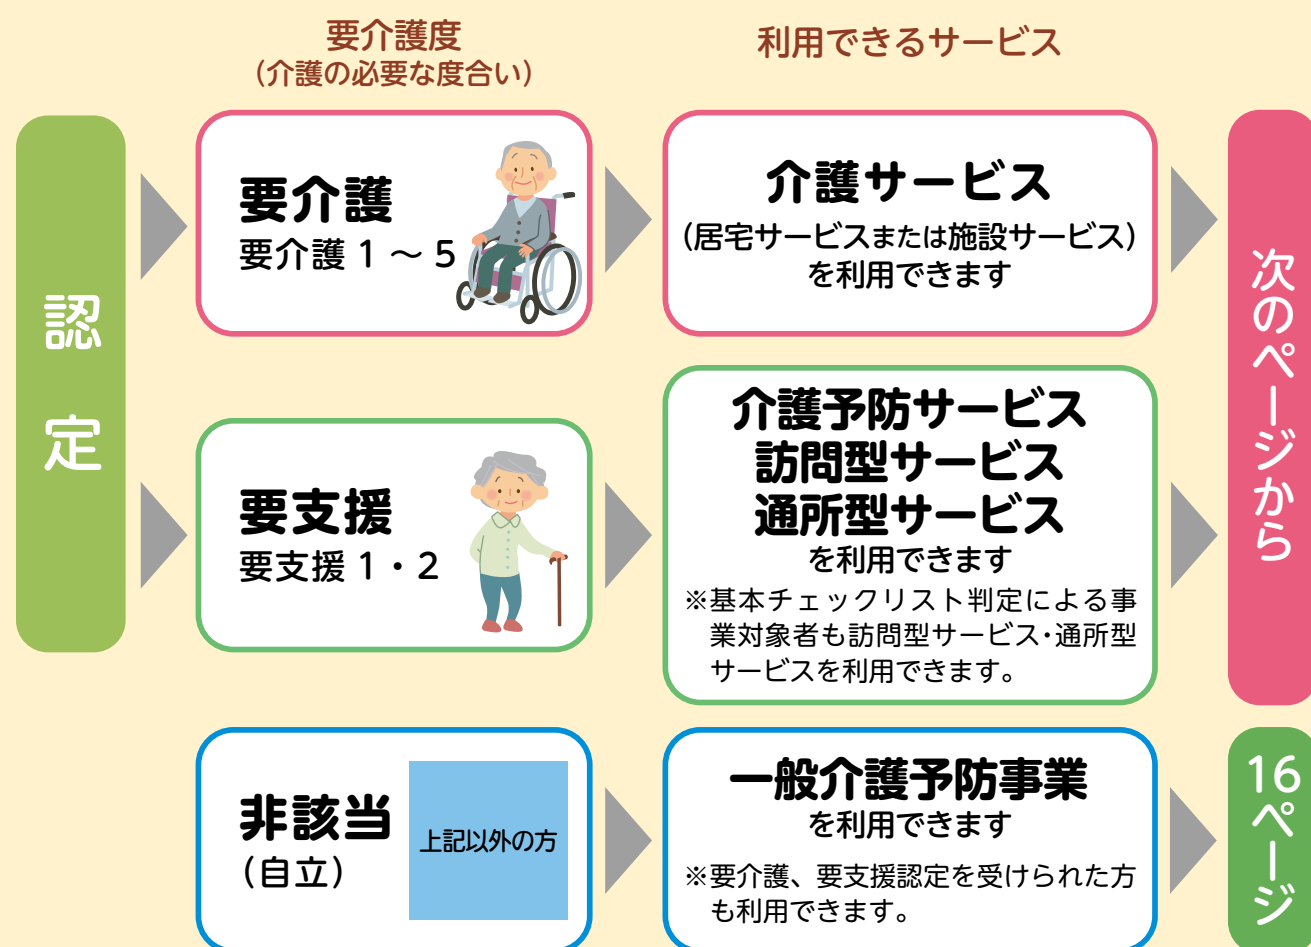 要介護度
（介護の必要な度合い）
利用できるサービス
認定
要介護
要介護 1 〜 5
介護サービス
（居宅サービスまたは施設サービス）
を利用できます
要支援
要支援 1・2
介護予防サービス
訪問型サービス
通所型サービス
を利用できます
※基本チェックリスト判定による事
業対象者も訪問型サービス・通所型
サービスを利用できます。
次のページから
非該当
（自立）
上記以外の方
一般介護予防事業
を利用できます
※要介護、要支援認定を受けられた方
も利用できます。
16ページ